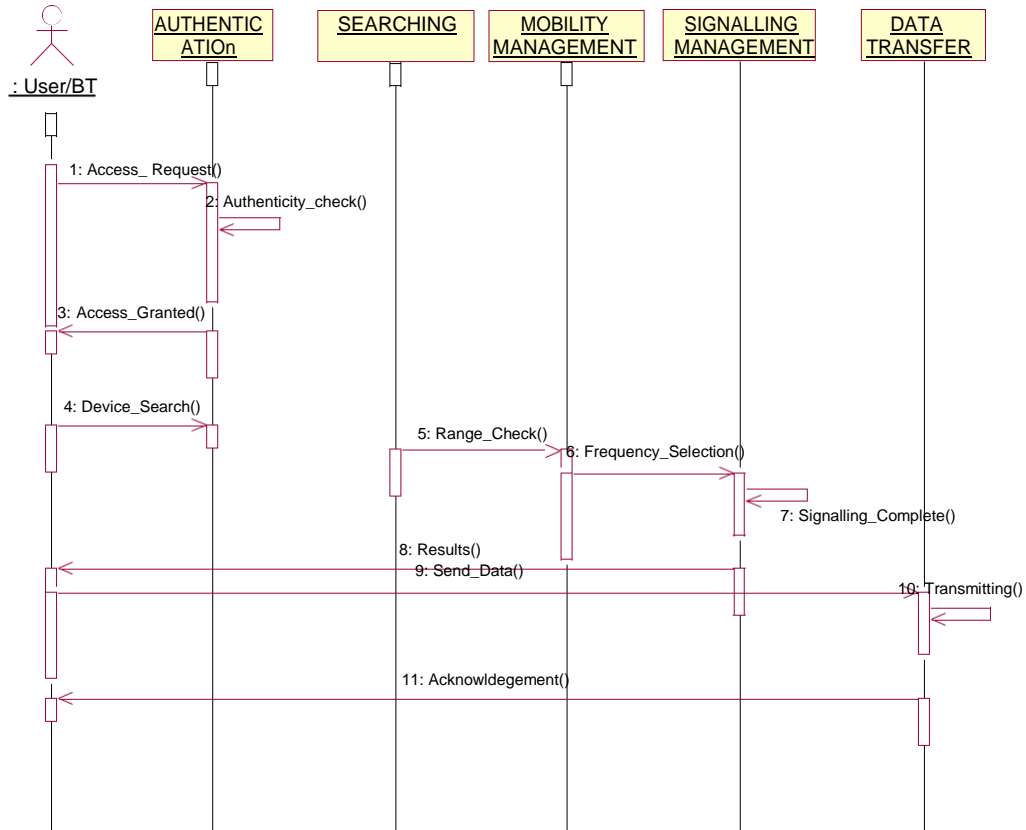 : User/BT
AUTHENTIC
ATIOn
SEARCHING
MOBILITY
MANAGEMENT
SIGNALLING
MANAGEMENT
DATA
TRANSFER
1: Access_ Request()
2: Authenticity_check()
3: Access_Granted()
4: Device_Search()
5: Range_Check()
6: Frequency_Selection()
7: Signalling_Complete()
8: Results()
9: Send_Data()
10: Transmitting()
11: Acknowldegement()